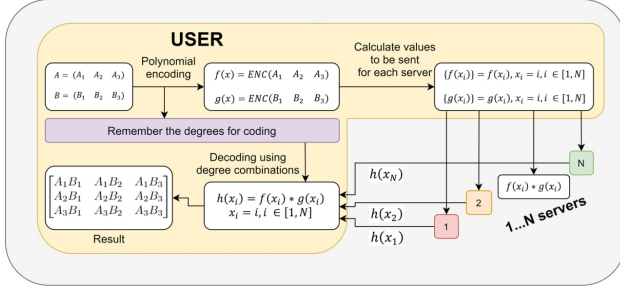 USER
Polynomial
encoding
Calculate values
to be sent
for each server
A = (A₁ A₂ A₃)
B = (B₁ B₂ B₃)
f(x) = ENC(A₁ A₂ A₃)
g(x) = ENC(B₁ B₂ B₃)
{f(xᵢ)} = f(xᵢ), xᵢ = i, i ∈ [1, N]
{g(xᵢ)} = g(xᵢ), xᵢ = i, i ∈ [1, N]
Remember the degrees for coding
Decoding using
degree combinations
A₁B₁ A₁B₂ A₁B₃
A₂B₁ A₂B₂ A₂B₃
A₃B₁ A₃B₂ A₃B₃
Result
h(xᵢ) = f(xᵢ) * g(xᵢ)
xᵢ = i, i ∈ [1, N]
h(x_N)
h(x₂)
h(x₁)
N
f(xᵢ) * g(xᵢ)
2
1
1...N servers